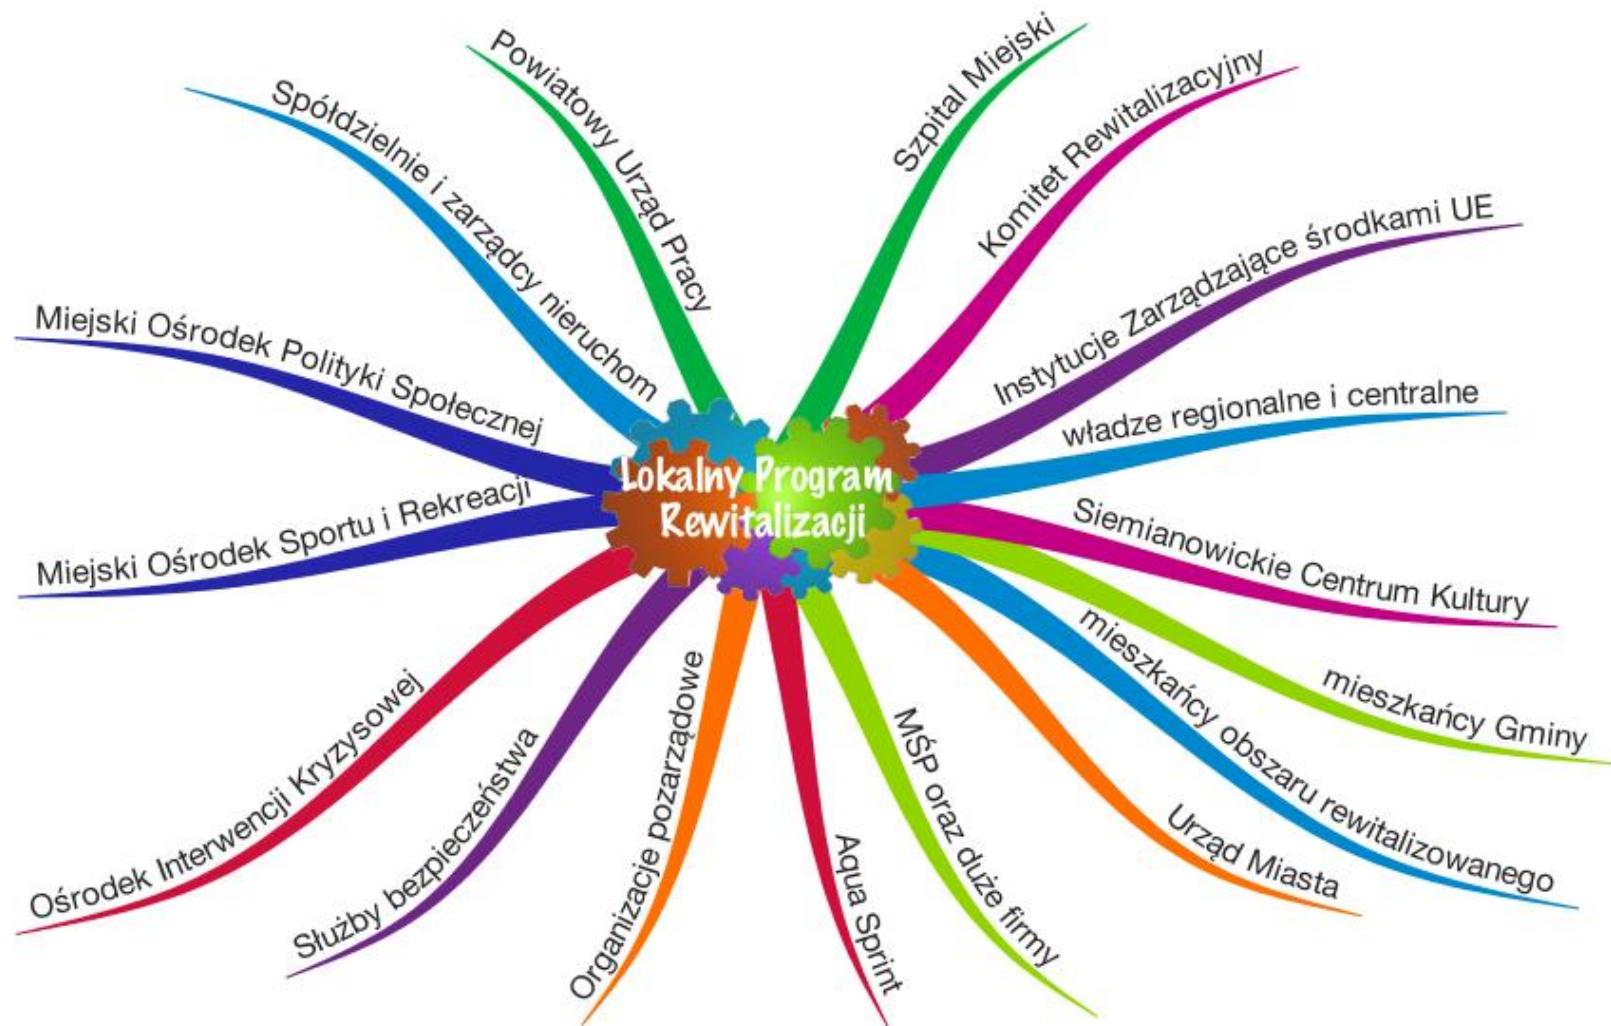 Lokalny Program
Rewitalizacji
Szpital Miejski
Komitet Rewitalizacyjny
Instytucje Zarządzające środkami UE
władze regionalne i centralne
Siemianowickie Centrum Kultury
mieszkańcy Gminy
mieszkańcy obszaru rewitalizowanego
Urząd Miasta
MŚP oraz duże firmy
Aqua Sprint
Organizacje pozarządowe
Służby bezpieczeństwa
Ośrodek Interwencji Kryzysowej
Miejski Ośrodek Sportu i Rekreacji
Miejski Ośrodek Polityki Społecznej
Spółdzielnie i zarządcy nieruchom
Powiatowy Urząd Pracy